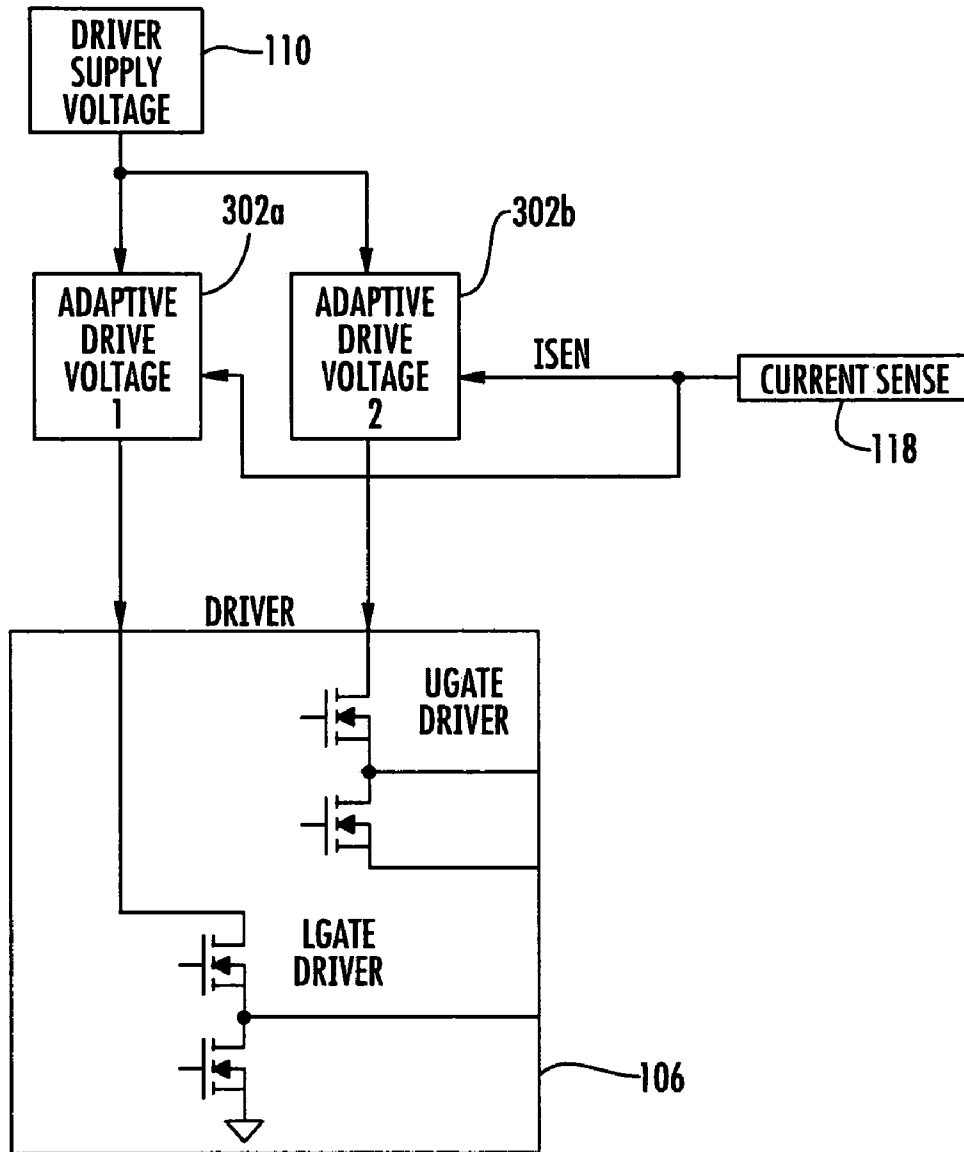 DRIVER
SUPPLY
VOLTAGE
110
302a
302b
ADAPTIVE
DRIVE
VOLTAGE
1
ADAPTIVE
DRIVE
VOLTAGE
2
ISEN
CURRENT SENSE
118
DRIVER
UGATE
DRIVER
LGATE
DRIVER
106